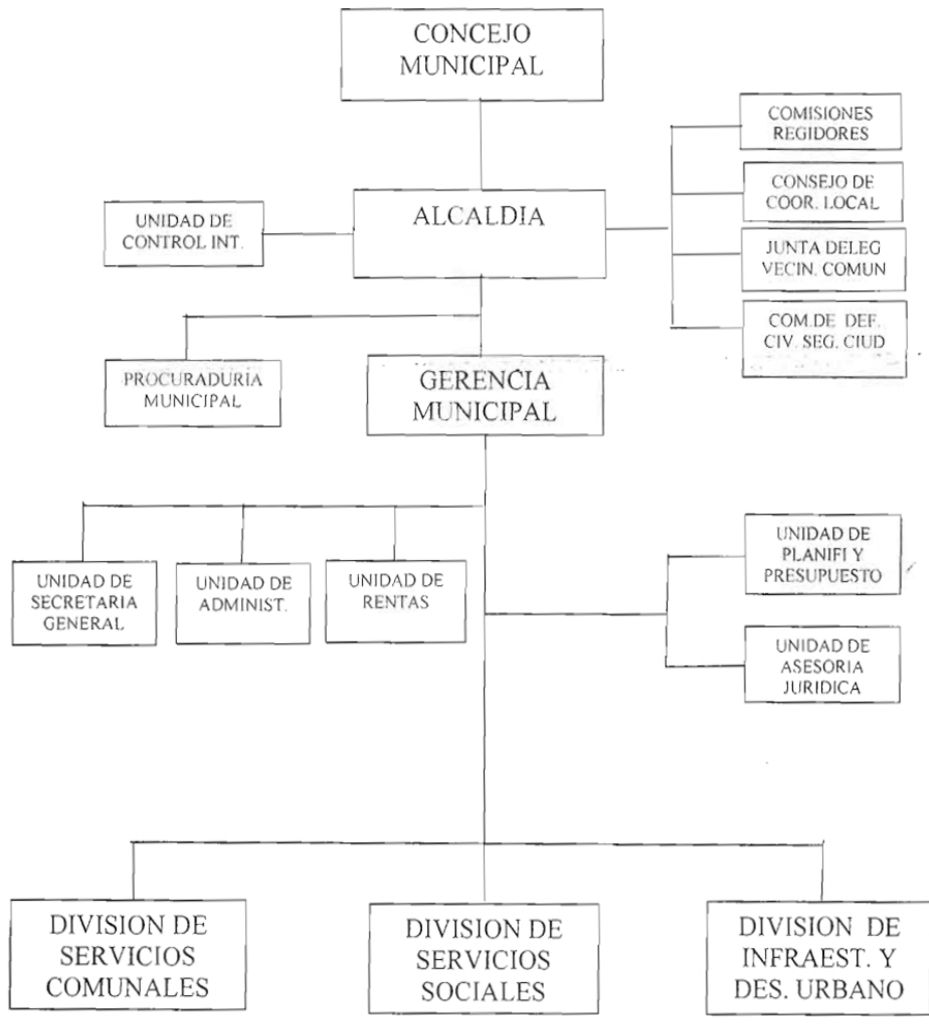 CONCEJO
MUNICIPAL
COMISIONES
REGIDORES
CONSEJO DE
COOR. LOCAL
ALCALDIA
UNIDAD DE
CONTROL INT.
JUNTA DELEG
VECIN. COMUN
COM.DE DEF.
CIV. SEG. CIUD
PROCURADURIA
MUNICIPAL
GERENCIA
MUNICIPAL
UNIDAD DE
SECRETARIA
GENERAL
UNIDAD DE
ADMINIST.
UNIDAD DE
RENTAS
UNIDAD DE
PLANIFI Y
PRESUPUESTO
UNIDAD DE
ASESORIA
JURIDICA
DIVISION DE
SERVICIOS
COMUNALES
DIVISION DE
SERVICIOS
SOCIALES
DIVISION DE
INFRAEST. Y
DES. URBANO